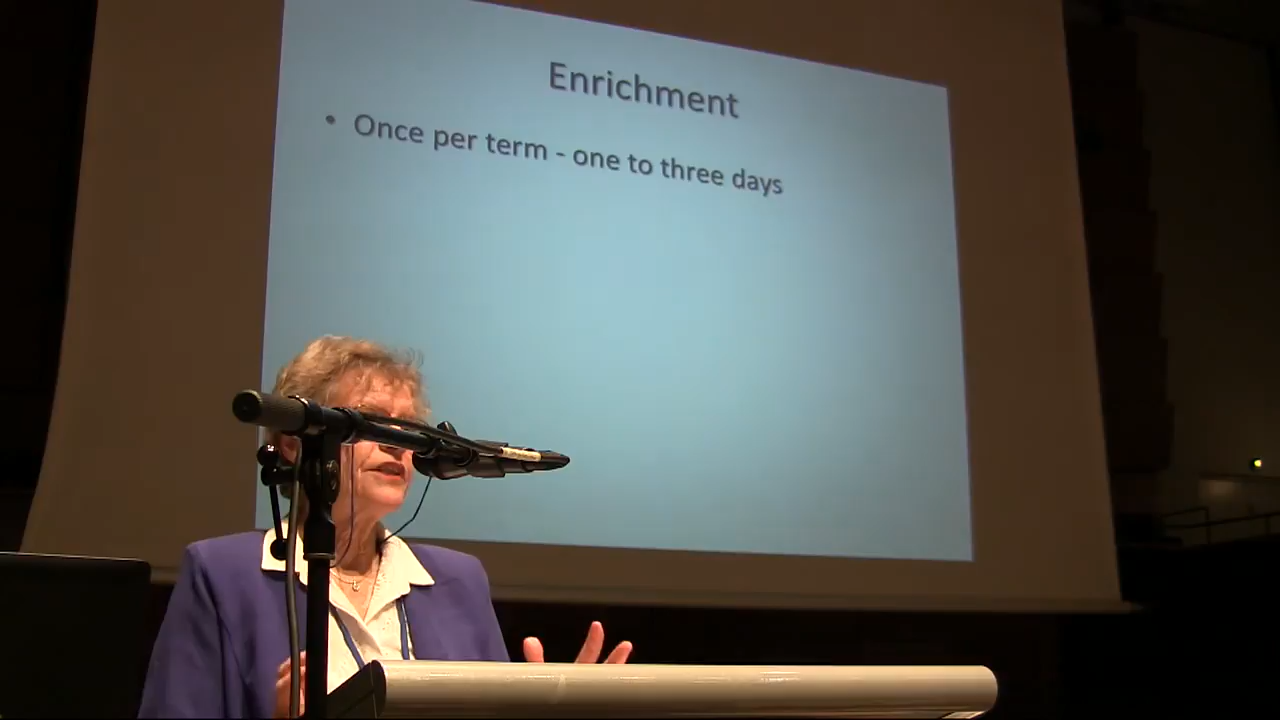 Enrichment
• Once per term - one to three days